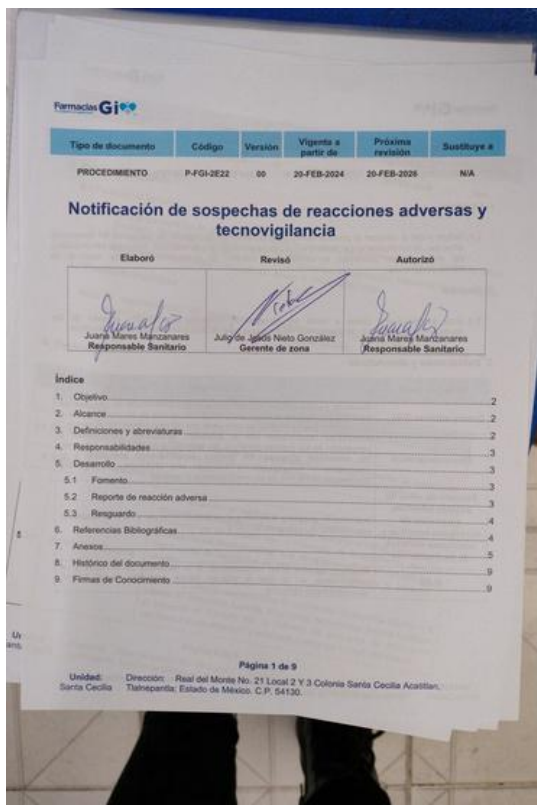 Farmacias Gi
Tipo de documento Código Versión Vigente a partir de Próxima revisión Sustituye a
PROCEDIMIENTO P-FGI-2E22 00 20-FEB-2024 20-FEB-2026 N/A
Notificación de sospechas de reacciones adversas y
tecnovigilancia
Elaboró Revisó Autorizó
Juana Mares Manzanares Julio de Jesús Nieto González Juana Mares Manzanares
Responsable Sanitario Gerente de zona Responsable Sanitario
Índice
1. Objetivo 2
2. Alcance 2
3. Definiciones y abreviaturas 2
4. Responsabilidades 3
5. Desarrollo 3
5.1 Fomento 3
5.2 Reporte de reacción adversa 3
5.3 Resguardo 4
6. Referencias Bibliográficas 4
7. Anexos 5
8. Histórico del documento 9
9. Firmas de Conocimiento 9
Página 1 de 9
Unidad: Dirección: Real del Monte No. 21 Local 2 Y 3 Colonia Santa Cecilia Acatitlan,
Santa Cecilia Tlalnepantla; Estado de México. C.P. 54130.